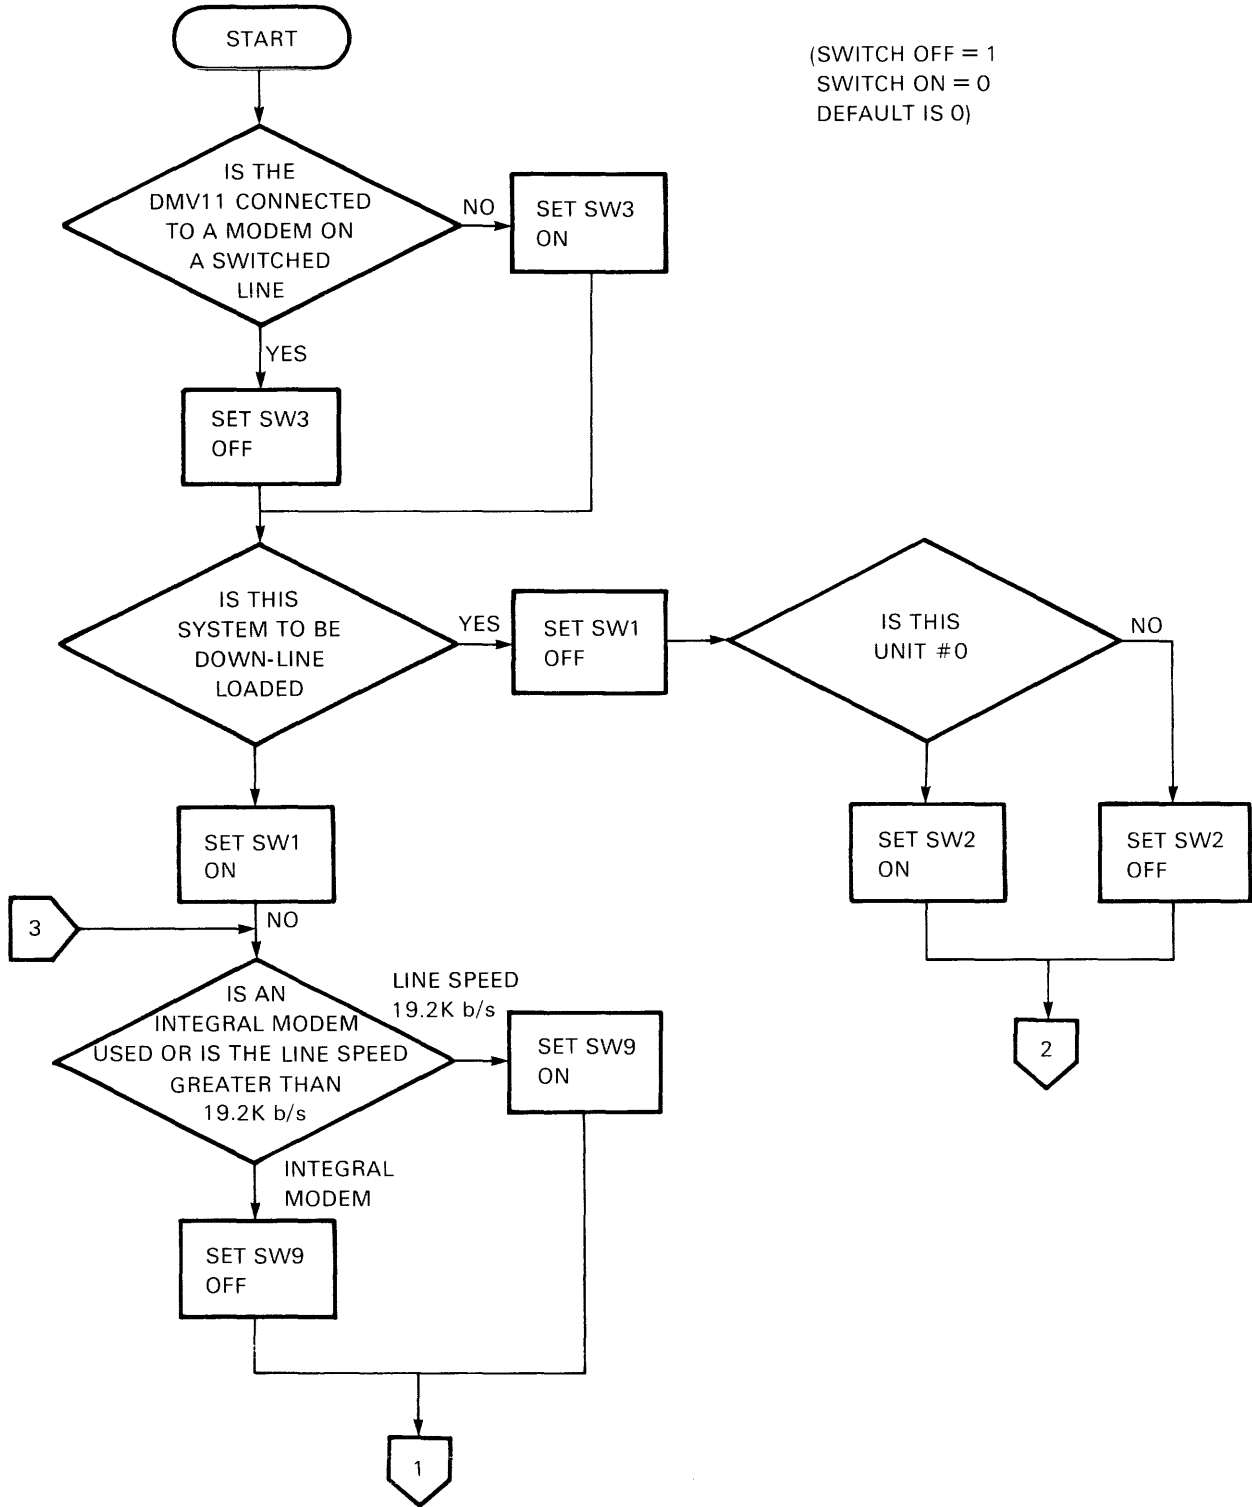 START
(SWITCH OFF = 1
SWITCH ON = 0
DEFAULT IS 0)
IS THE
DMV11 CONNECTED
TO A MODEM ON
A SWITCHED
LINE
NO
SET SW3
ON
YES
SET SW3
OFF
IS THIS
SYSTEM TO BE
DOWN-LINE
LOADED
YES
SET SW1
OFF
IS THIS
UNIT #0
NO
SET SW1
ON
SET SW2
ON
SET SW2
OFF
3
NO
IS AN
INTEGRAL MODEM
USED OR IS THE LINE SPEED
GREATER THAN
19.2K b/s
LINE SPEED
19.2K b/s
SET SW9
ON
2
INTEGRAL
MODEM
SET SW9
OFF
1